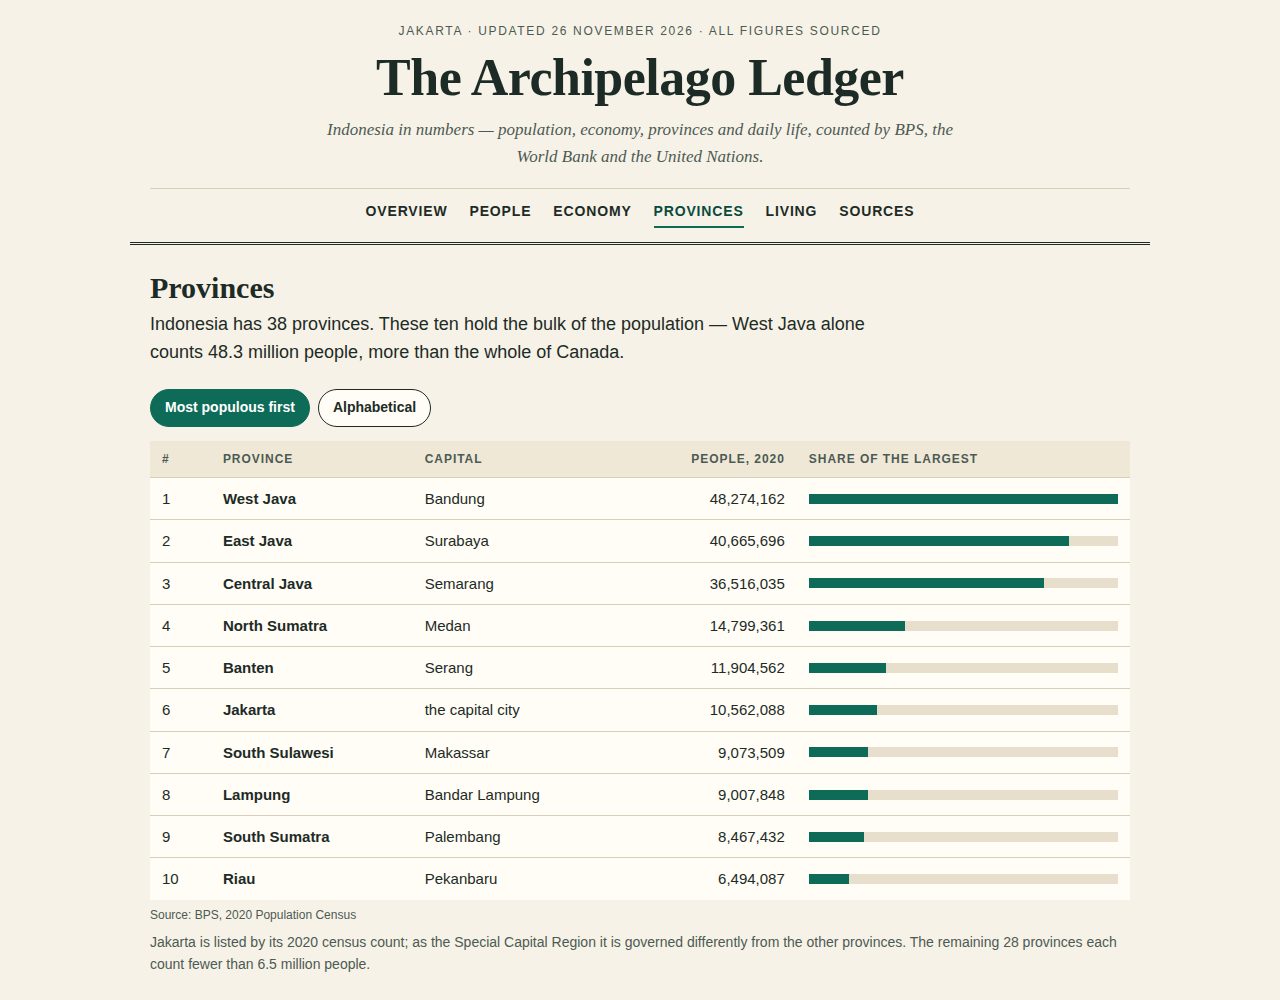 JAKARTA · UPDATED 26 NOVEMBER 2026 · ALL FIGURES SOURCED
The Archipelago Ledger
Indonesia in numbers — population, economy, provinces and daily life, counted by BPS, the
World Bank and the United Nations.
OVERVIEW PEOPLE ECONOMY PROVINCES LIVING SOURCES
Provinces
Indonesia has 38 provinces. These ten hold the bulk of the population — West Java alone
counts 48.3 million people, more than the whole of Canada.
Most populous first Alphabetical
# PROVINCE CAPITAL PEOPLE, 2020 SHARE OF THE LARGEST
1 West Java Bandung 48,274,162
2 East Java Surabaya 40,665,696
3 Central Java Semarang 36,516,035
4 North Sumatra Medan 14,799,361
5 Banten Serang 11,904,562
6 Jakarta the capital city 10,562,088
7 South Sulawesi Makassar 9,073,509
8 Lampung Bandar Lampung 9,007,848
9 South Sumatra Palembang 8,467,432
10 Riau Pekanbaru 6,494,087
Source: BPS, 2020 Population Census
Jakarta is listed by its 2020 census count; as the Special Capital Region it is governed differently from the other provinces. The remaining 28 provinces each
count fewer than 6.5 million people.